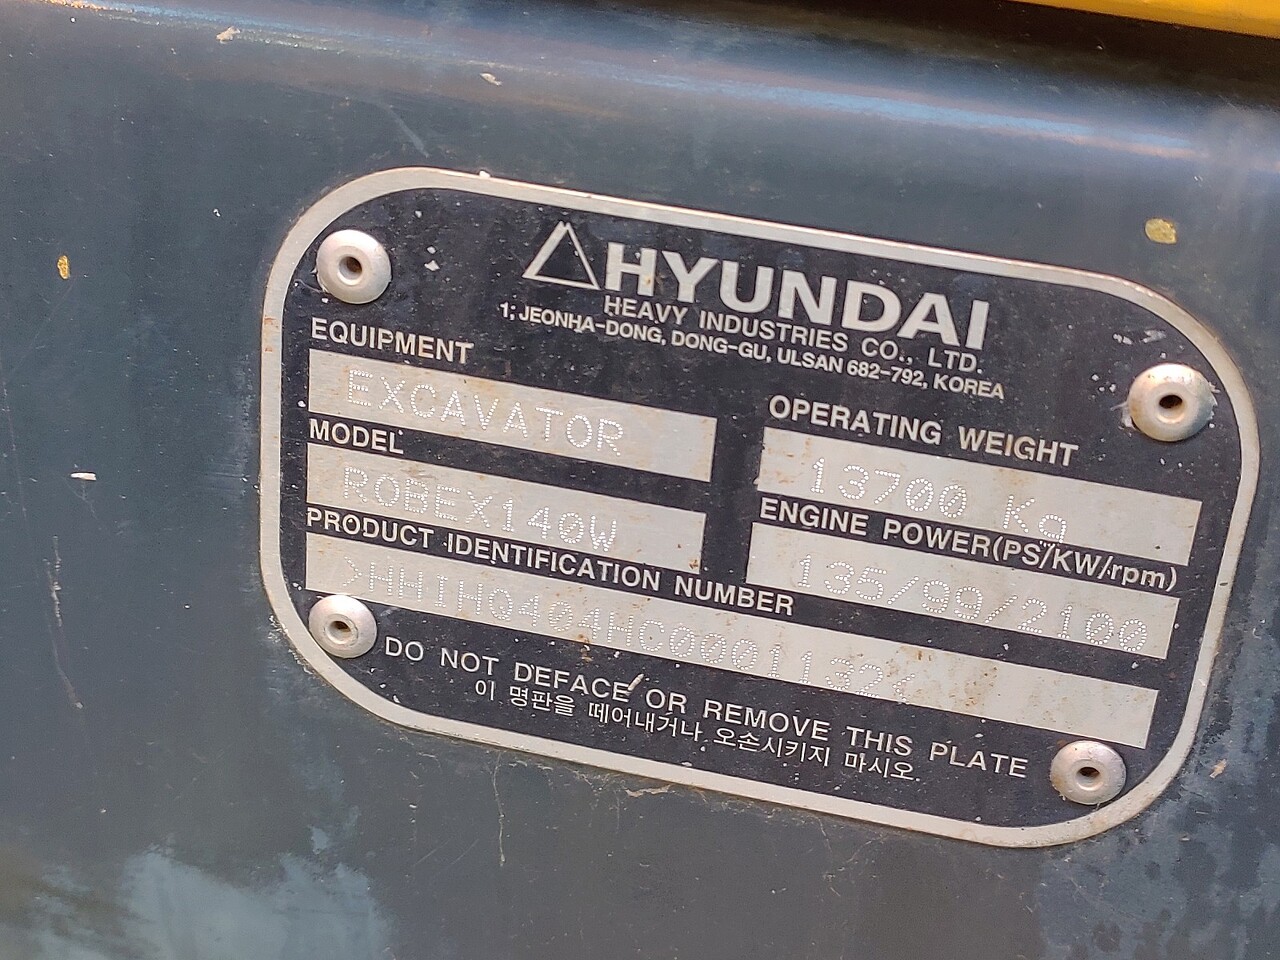 HYUNDAI
HEAVY INDUSTRIES CO., LTD.
1, JEONHA-DONG, DONG-GU, ULSAN 682-792, KOREA
EQUIPMENT
EXCAVATOR
MODEL
ROBEX140W
OPERATING WEIGHT
13700 Kg
ENGINE POWER(PS/KW/rpm)
135/99/2100
PRODUCT IDENTIFICATION NUMBER
>HHIHQ404HC0001132<
DO NOT DEFACE OR REMOVE THIS PLATE
이 명판을 떼어내거나 오손시키지 마시오.